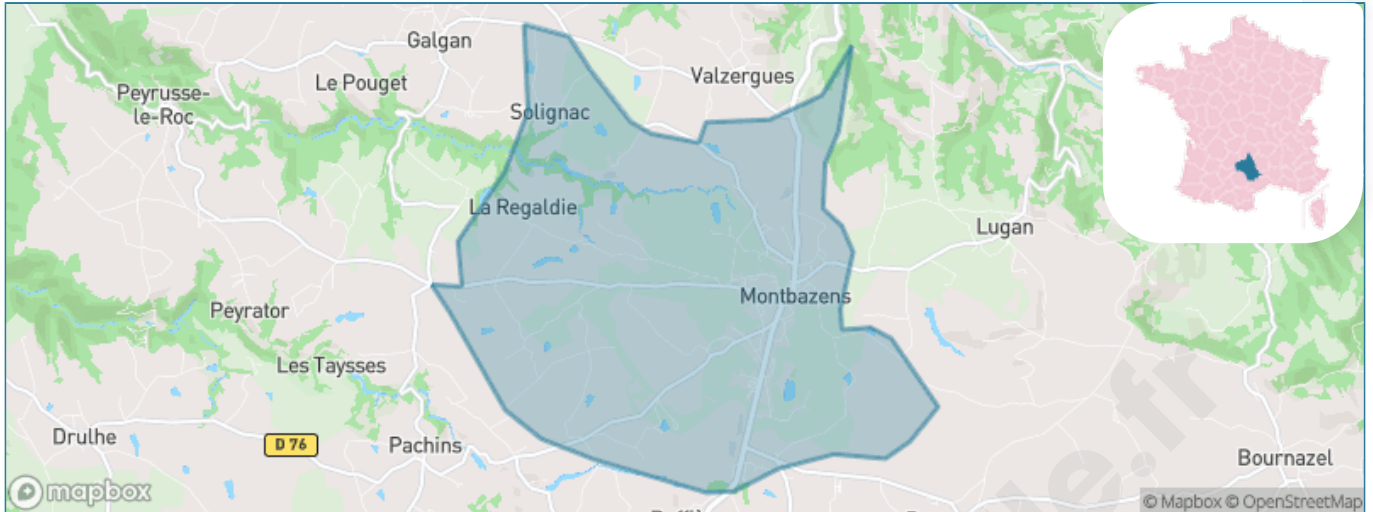 Galgan
Valzergues
Le Pouget
Peyrusse-
le-Roc
Solignac
La Regaldie
Lugan
Montbazens
Peyrator
Les Taysses
Drulhe
D 76
Pachins
Bournazel
mapbox
© Mapbox © OpenStreetMap